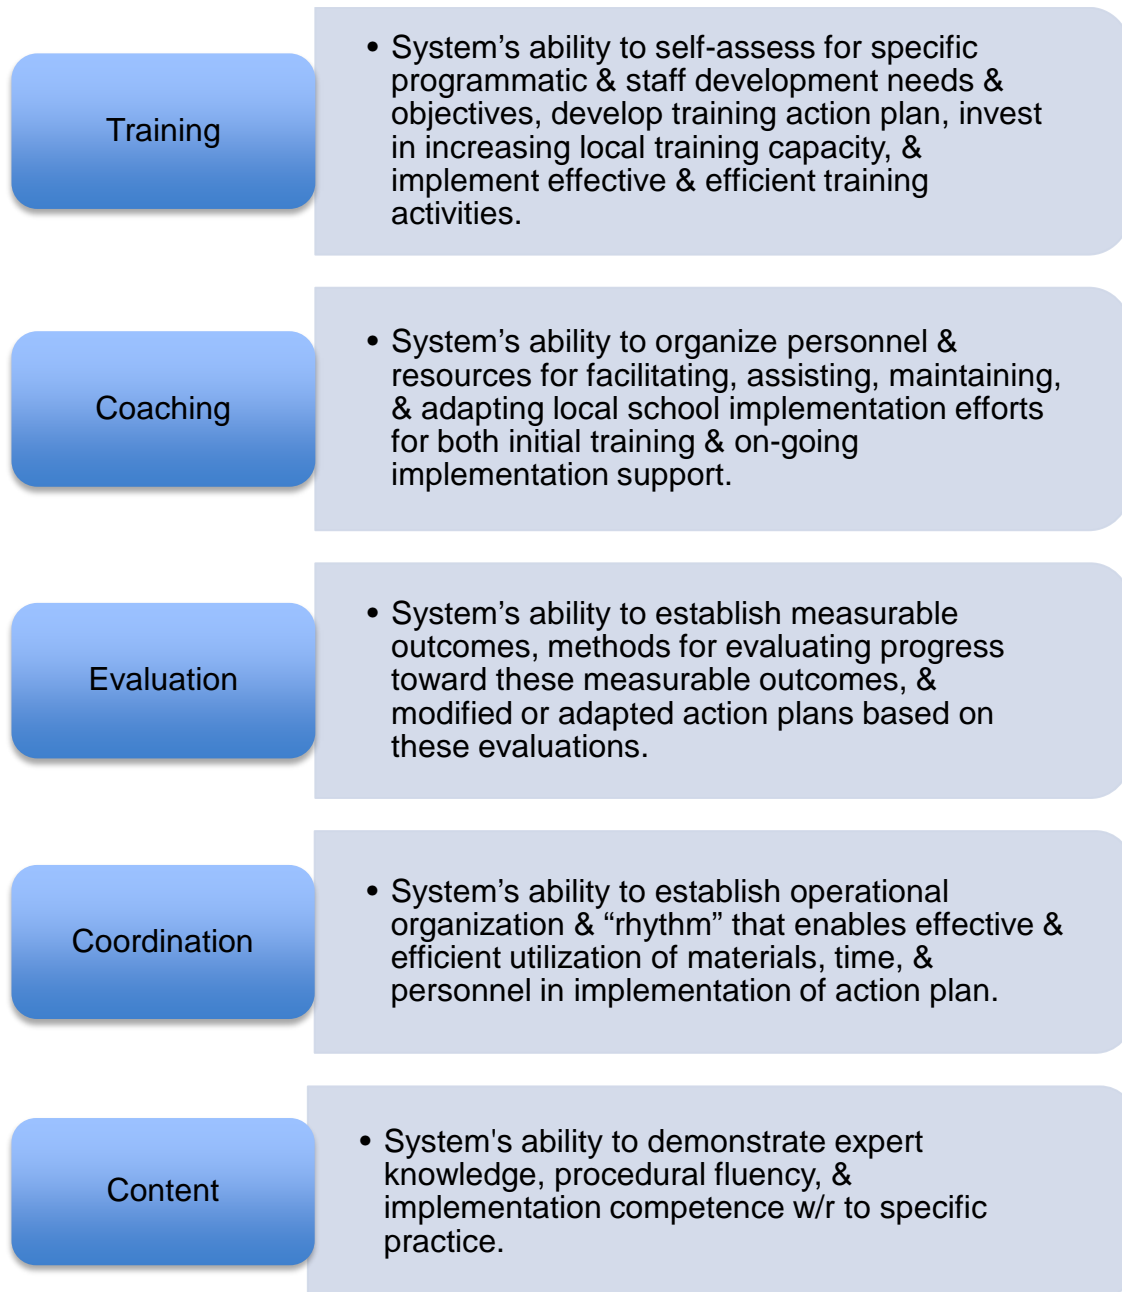 Training
• System’s ability to self-assess for specific
programmatic & staff development needs &
objectives, develop training action plan, invest
in increasing local training capacity, &
implement effective & efficient training
activities.
Coaching
• System’s ability to organize personnel &
resources for facilitating, assisting, maintaining,
& adapting local school implementation efforts
for both initial training & on-going
implementation support.
Evaluation
• System’s ability to establish measurable
outcomes, methods for evaluating progress
toward these measurable outcomes, &
modified or adapted action plans based on
these evaluations.
Coordination
• System’s ability to establish operational
organization & “rhythm” that enables effective &
efficient utilization of materials, time, &
personnel in implementation of action plan.
Content
• System's ability to demonstrate expert
knowledge, procedural fluency, &
implementation competence w/r to specific
practice.